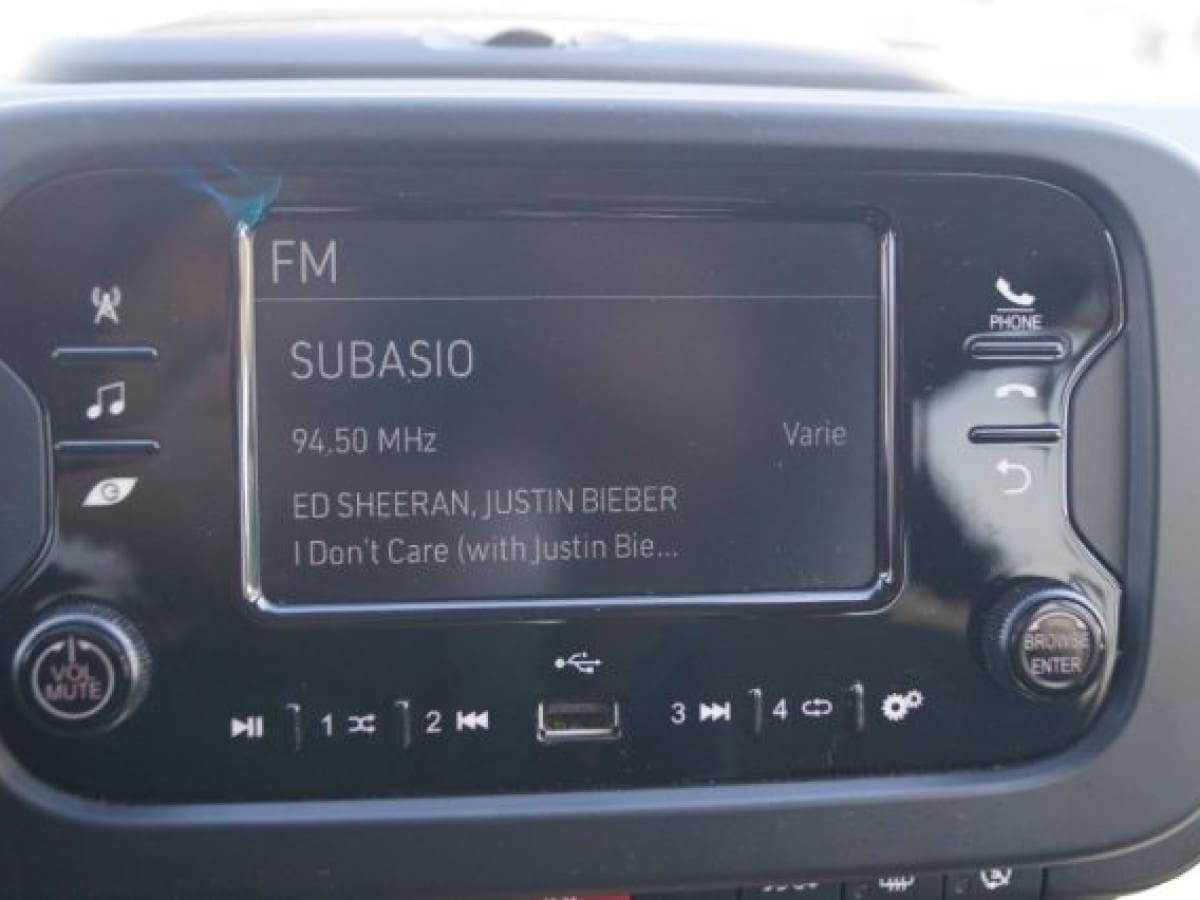 FM
SUBASIO
94,50 MHz Varie
ED SHEERAN, JUSTIN BIEBER
I Don't Care (with Justin Bie...
PHONE
VOL
MUTE
BROWSE
ENTER
1 2 3 4